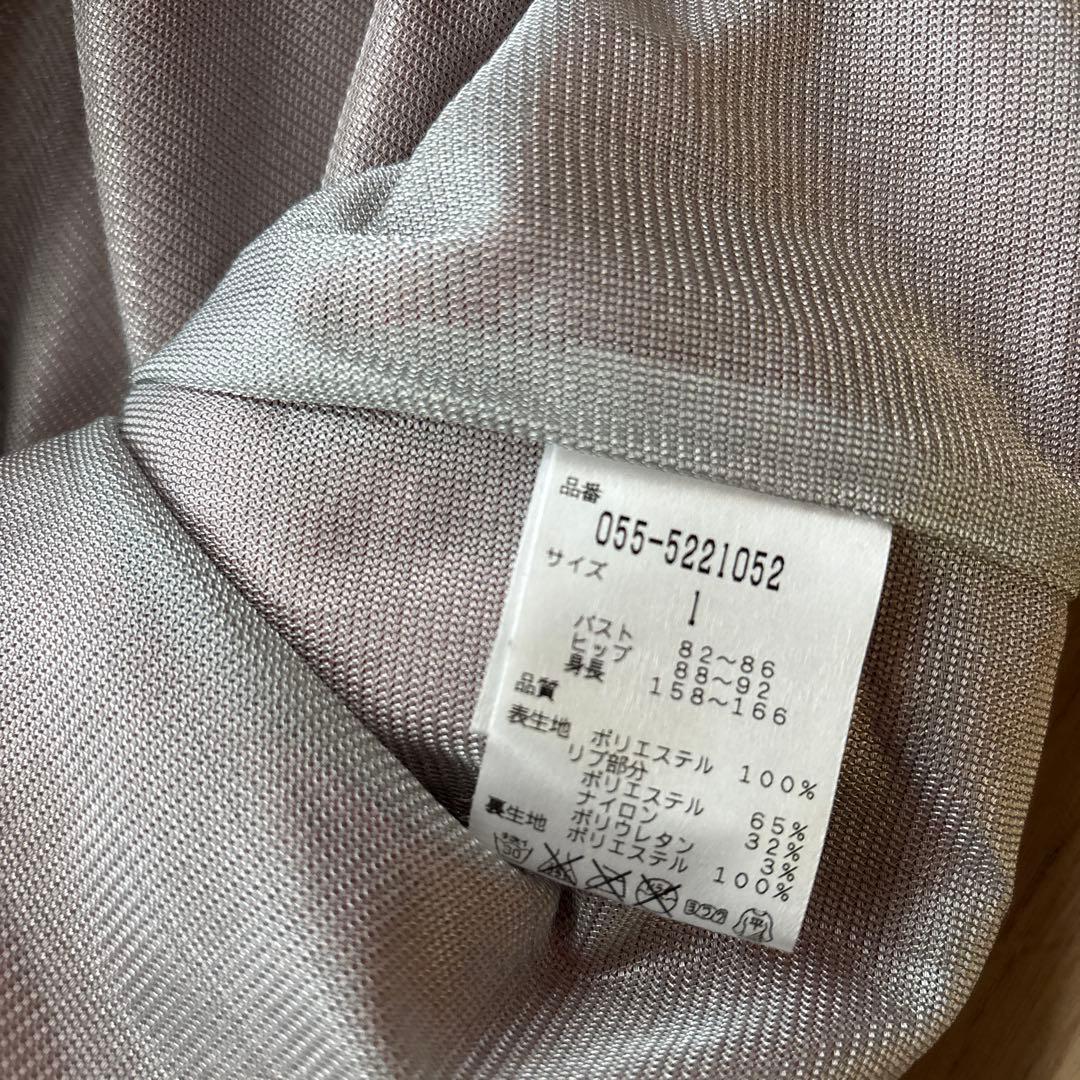 品番
055-5221052
サイズ
1
バスト 82～86
ヒップ 88～92
身長 158～166
品質
表生地 ポリエステル 100%
リブ部分
ポリエステル 65%
ナイロン 32%
ポリウレタン 3%
裏生地 ポリエステル 100%
平